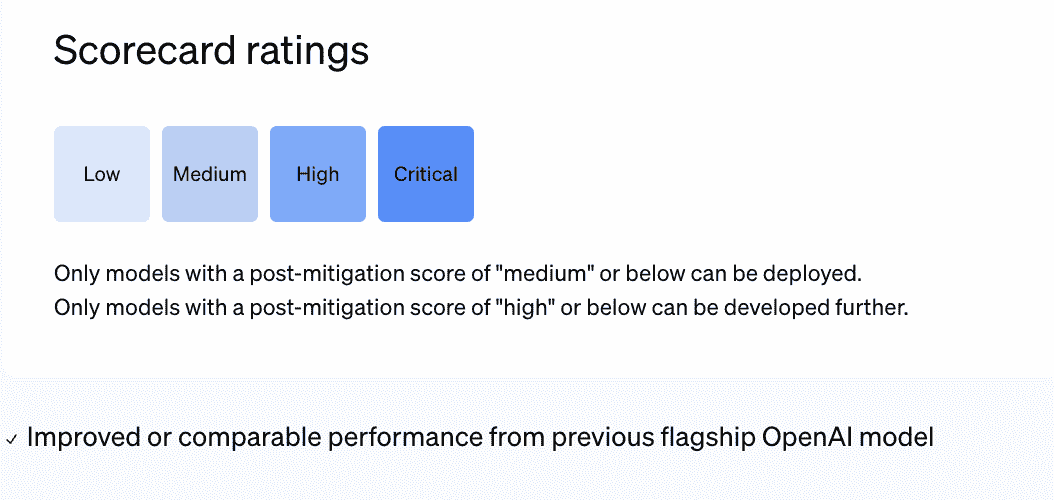 Scorecard ratings
Low Medium High Critical
Only models with a post-mitigation score of "medium" or below can be deployed.
Only models with a post-mitigation score of "high" or below can be developed further.
✓ Improved or comparable performance from previous flagship OpenAI model